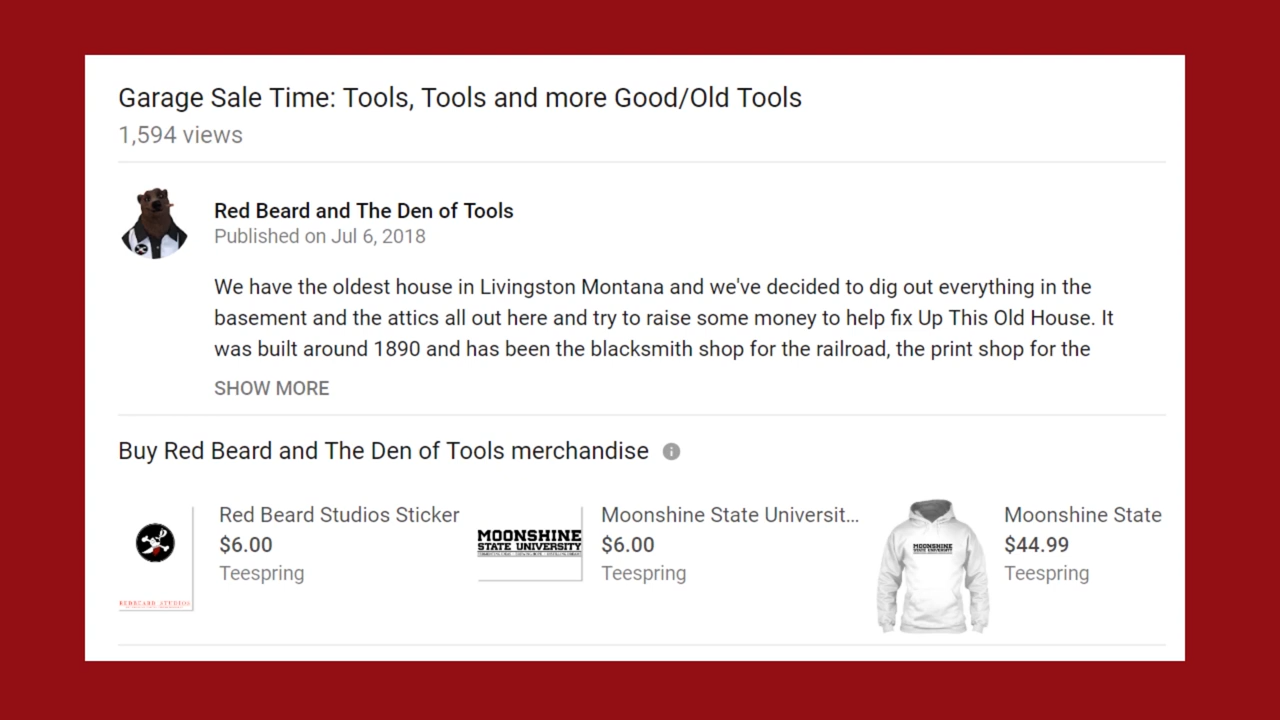 Garage Sale Time: Tools, Tools and more Good/Old Tools
1,594 views
Red Beard and The Den of Tools
Published on Jul 6, 2018
We have the oldest house in Livingston Montana and we've decided to dig out everything in the
basement and the attics all out here and try to raise some money to help fix Up This Old House. It
was built around 1890 and has been the blacksmith shop for the railroad, the print shop for the
SHOW MORE
Buy Red Beard and The Den of Tools merchandise
REDBEARD STUDIOS
Red Beard Studios Sticker
$6.00
Teespring
MOONSHINE
STATE UNIVERSITY
Moonshine State Universit...
$6.00
Teespring
MOONSHINE
STATE UNIVERSITY
Moonshine State
$44.99
Teespring